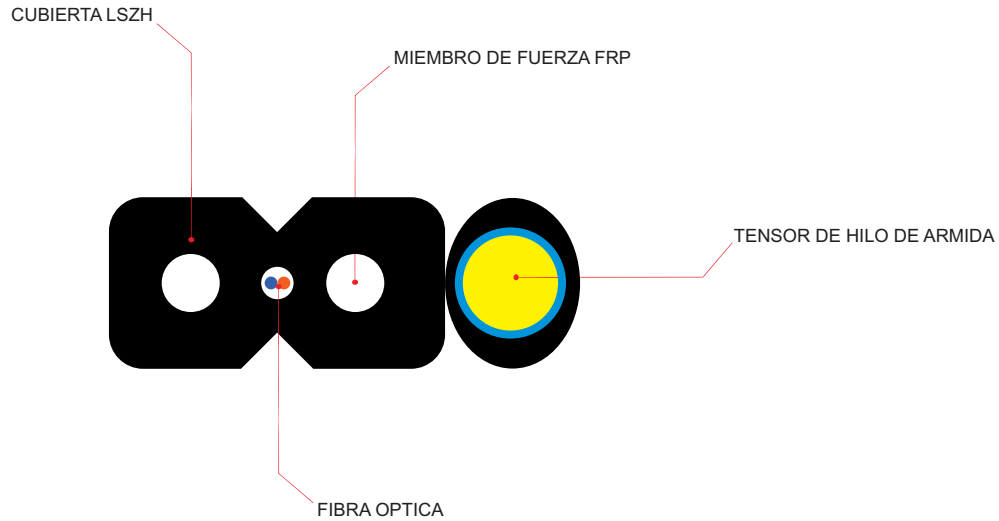 CUBIERTA LSZH
MIEMBRO DE FUERZA FRP
TENSOR DE HILO DE ARMIDA
FIBRA OPTICA